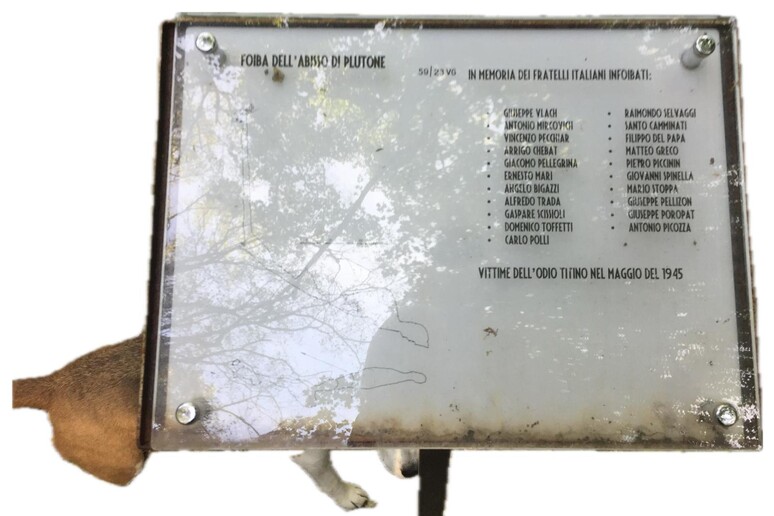 FOIBA DELL'ABISSO DI PLUTONE
59/23 VG
IN MEMORIA DEI FRATELLI ITALIANI INFOIBATI:
• GIUSEPPE VLACH
• ANTONIO MIRCOVICH
• VINCENZO PECCHIAR
• ARRIGO CHEBAT
• GIACOMO PELLEGRINA
• ERNESTO MARI
• ANGELO BIGAZZI
• ALFREDO TRADA
• GASPARE SCISSIOLI
• DOMENICO TOFFETTI
• CARLO POLLI
• RAIMONDO SELVAGGI
• SANTO CAMMINATI
• FILIPPO DEL PAPA
• MATTEO GRECO
• PIETRO PICCININ
• GIOVANNI SPINELLA
• MARIO STOPPA
• GIUSEPPE PELLIZON
• GIUSEPPE POROPAT
• ANTONIO PICOZZA
VITTIME DELL'ODIO TITINO NEL MAGGIO DEL 1945